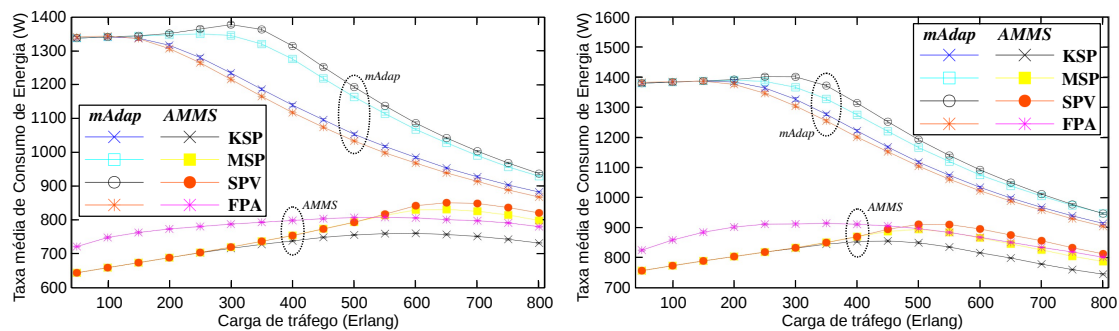 Taxa média de Consumo de Energia (W)
1400
1300
1200
1100
1000
900
800
700
600
mAdap
mAdap AMMS
KSP
MSP
SPV
FPA
AMMS
100 200 300 400 500 600 700 800
Carga de tráfego (Erlang)
Taxa média de Consumo de Energia (W)
1600
1500
1400
1300
1200
1100
1000
900
800
700
600
mAdap AMMS
KSP
MSP
SPV
FPA
mAdap
AMMS
100 200 300 400 500 600 700 800
Carga de tráfego (Erlang)